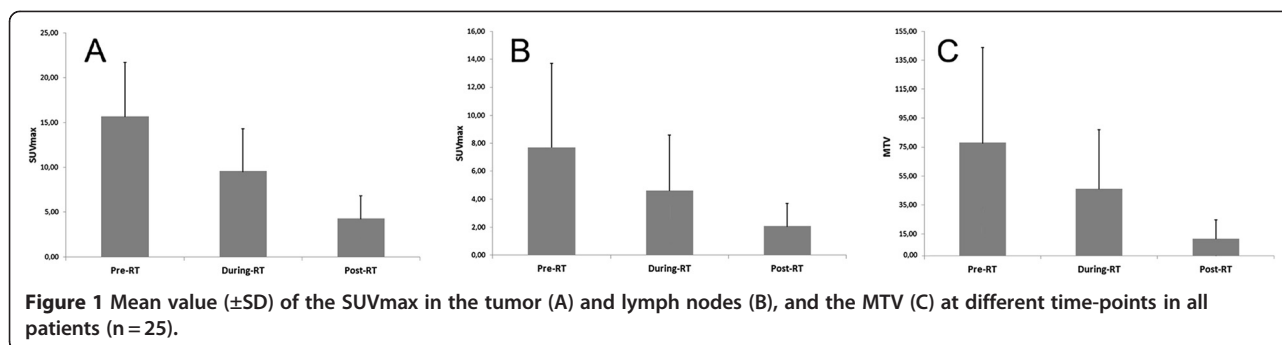 A
25,00
20,00
15,00
10,00
5,00
0,00
SUVmax
Pre-RT During-RT Post-RT
B
16,00
14,00
12,00
10,00
8,00
6,00
4,00
2,00
0,00
SUVmax
Pre-RT During-RT Post-RT
C
155,00
135,00
115,00
95,00
75,00
55,00
35,00
15,00
0,00
MTV
Pre-RT During-RT Post-RT
Figure 1 Mean value (±SD) of the SUVmax in the tumor (A) and lymph nodes (B), and the MTV (C) at different time-points in all
patients (n = 25).